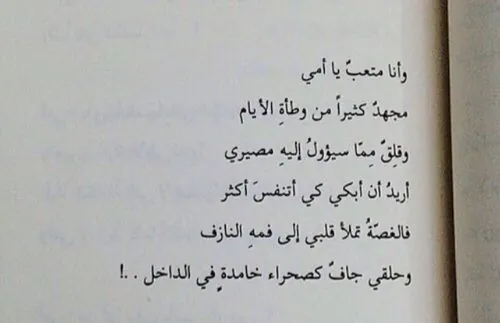 وأنا متعبٌ يا أمي
مجهدٌ كثيراً من وطأةِ الأيام
وقلِقٌ مِمّا سيؤولُ إليهِ مصيري
أريدُ أن أبكي كي أتنفسَ أكثر
فالغصّةُ تملأ قلبي إلى فمهِ النازف
وحلقي جافٌ كصحراء خامدةٍ في الداخل . .!